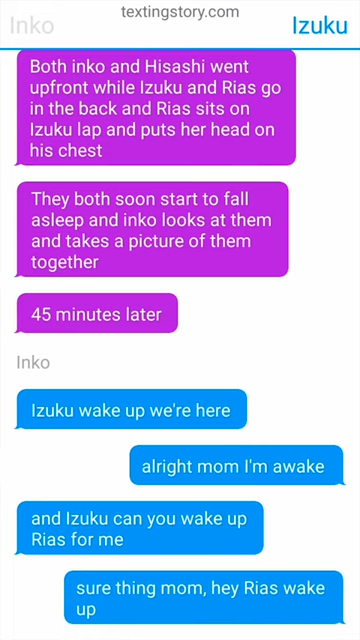 textingstory.com
Inko
Izuku
Both inko and Hisashi went
upfront while Izuku and Rias go
in the back and Rias sits on
Izuku lap and puts her head on
his chest
They both soon start to fall
asleep and inko looks at them
and takes a picture of them
together
45 minutes later
Inko
Izuku wake up we're here
alright mom I'm awake
and Izuku can you wake up
Rias for me
sure thing mom, hey Rias wake
up